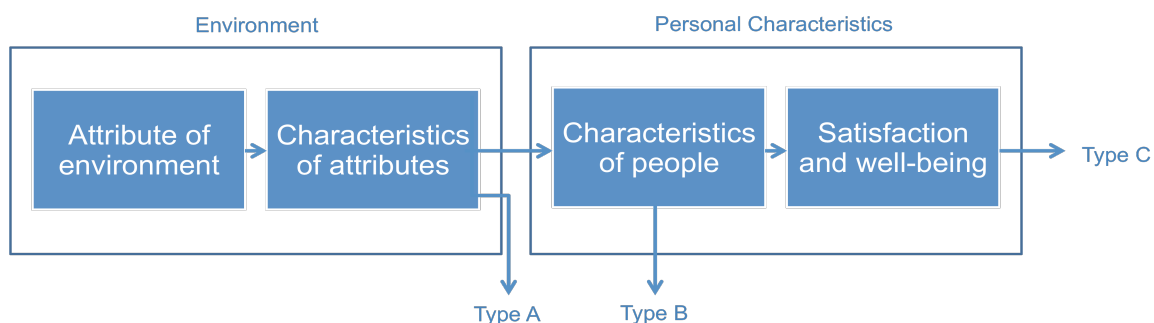 Environment
Personal Characteristics
Attribute of
environment
Characteristics
of attributes
Characteristics
of people
Satisfaction
and well-being
Type C
Type A
Type B